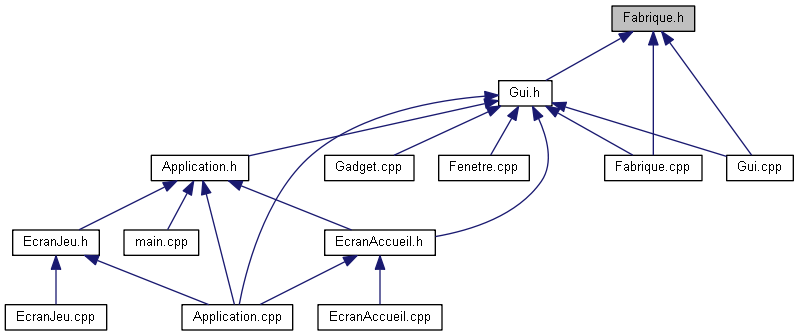 Fabrique.h
Gui.h
Application.h
Gadget.cpp
Fenetre.cpp
Fabrique.cpp
Gui.cpp
EcranJeu.h
main.cpp
EcranAccueil.h
EcranJeu.cpp
Application.cpp
EcranAccueil.cpp